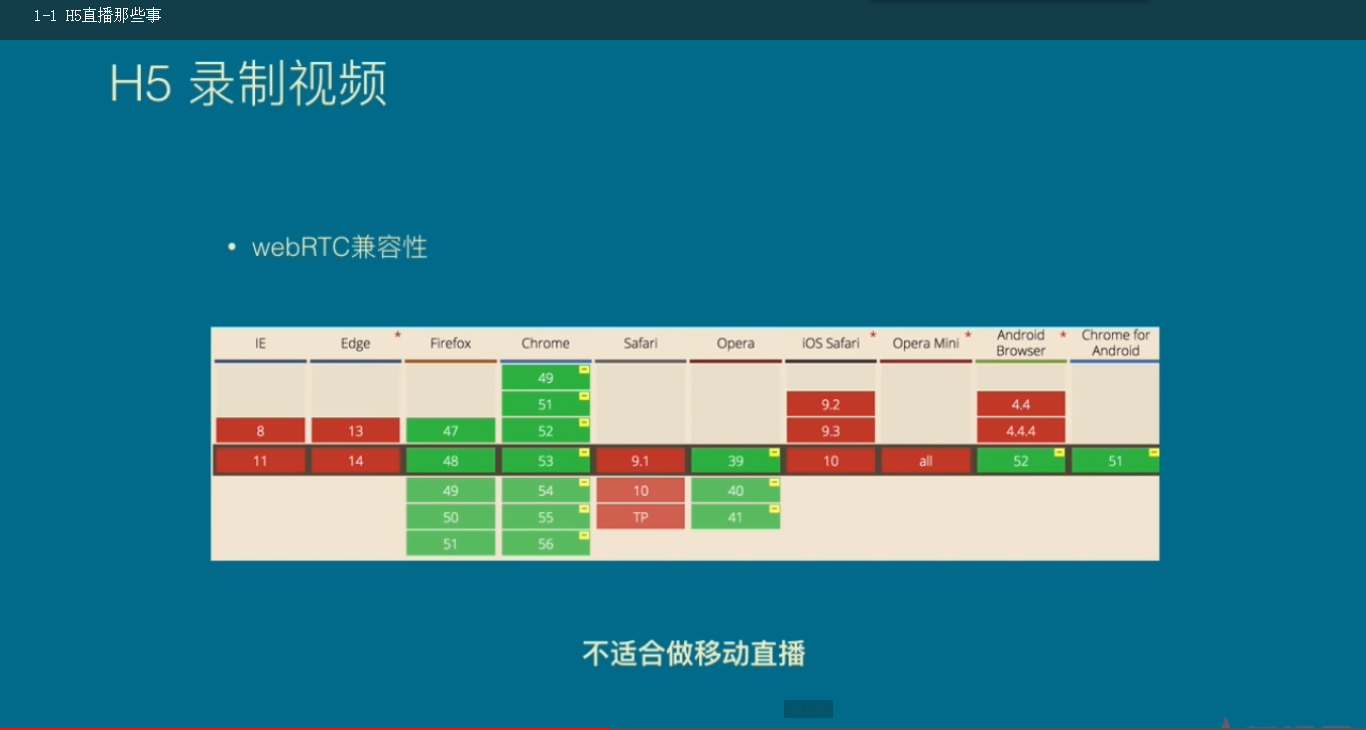 1-1 H5直播那些事
H5 录制视频
• webRTC兼容性
IE Edge * Firefox Chrome Safari Opera iOS Safari * Opera Mini * Android Browser * Chrome for Android
49
51 9.2 4.4
8 13 47 52 9.3 4.4.4
11 14 48 53 9.1 39 10 all 52 51
49 54 10 40
50 55 TP 41
51 56
不适合做移动直播